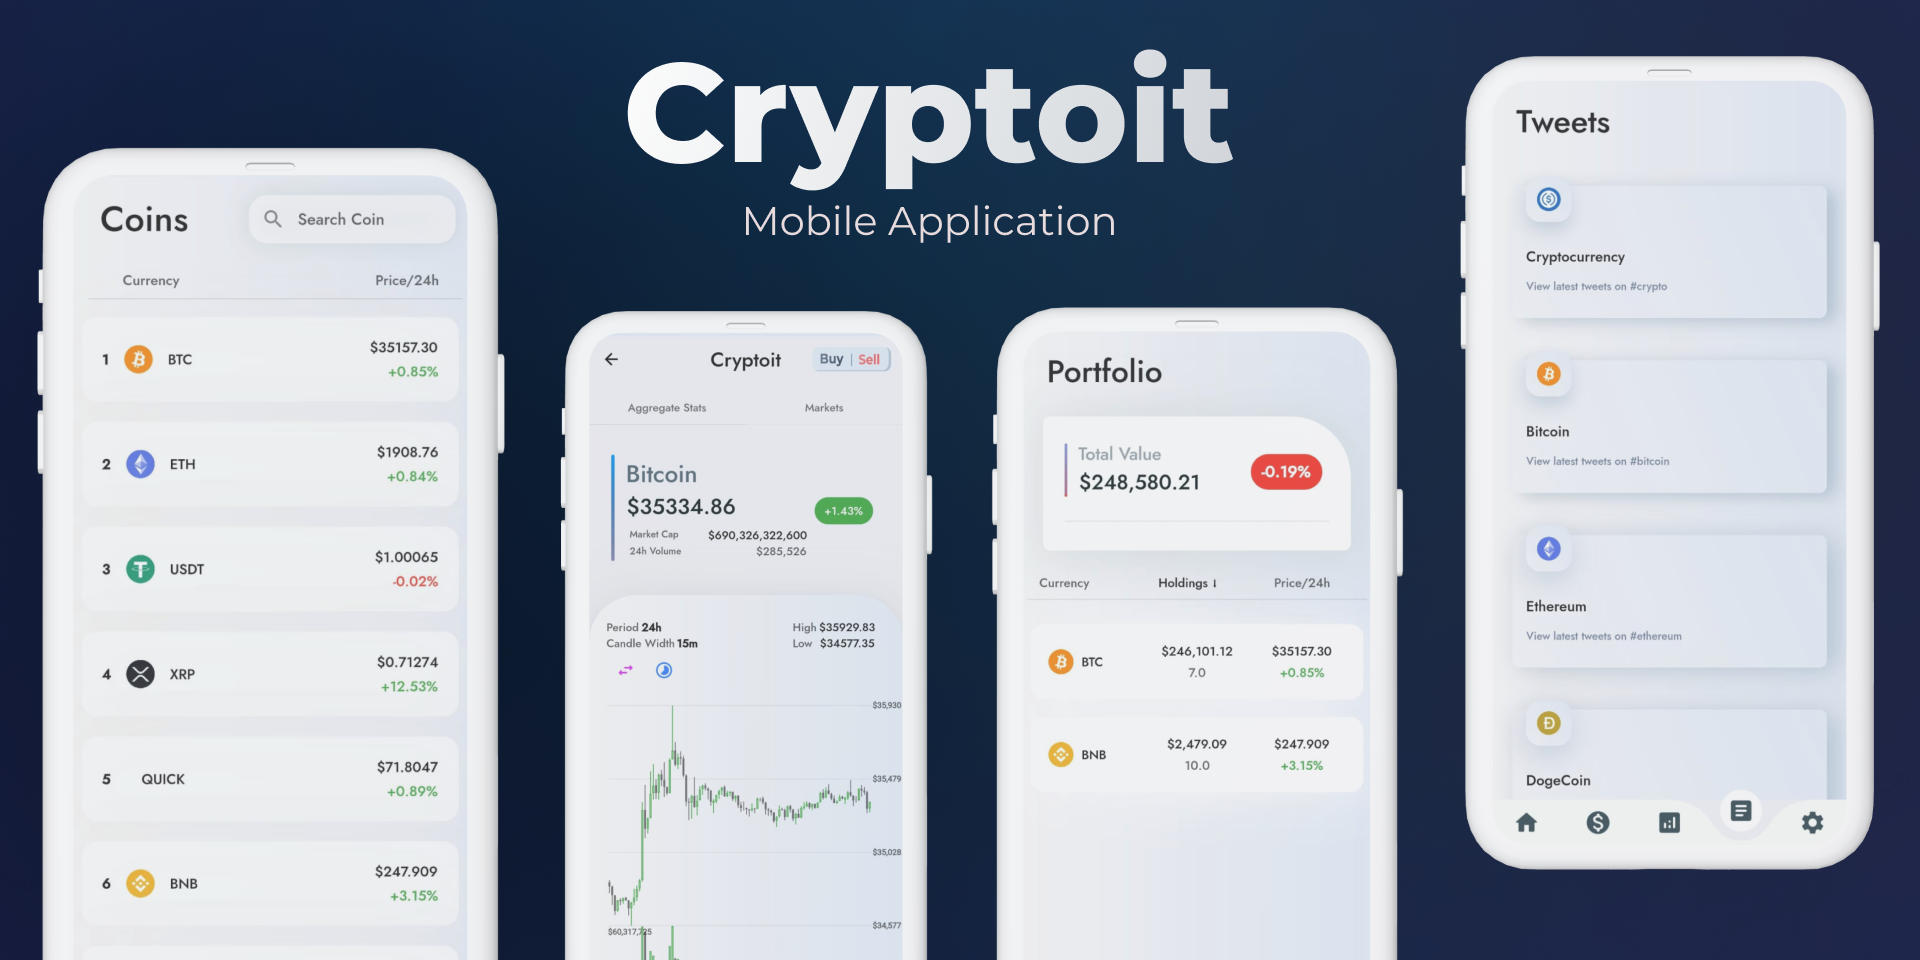 Cryptoit
Mobile Application
Coins
Search Coin
Currency Price/24h
1 BTC $35157.30
+0.85%
2 ETH $1908.76
+0.84%
3 USDT $1.00065
-0.02%
4 XRP $0.71274
+12.53%
5 QUICK $71.8047
+0.89%
6 BNB $247.909
+3.15%
Cryptoit Buy | Sell
Aggregate Stats Markets
Bitcoin
$35334.86
+1.43%
Market Cap $690,326,322,600
24h Volume $285,526
Period 24h High $35929.83
Candle Width 15m Low $34577.35
$35,930
$35,479
$35,028
$34,577
$60,317,725
Portfolio
Total Value
$248,580.21
-0.19%
Currency Holdings ↓ Price/24h
BTC $246,101.12 $35157.30
7.0 +0.85%
BNB $2,479.09 $247.909
10.0 +3.15%
Tweets
Cryptocurrency
View latest tweets on #crypto
Bitcoin
View latest tweets on #bitcoin
Ethereum
View latest tweets on #ethereum
DogeCoin